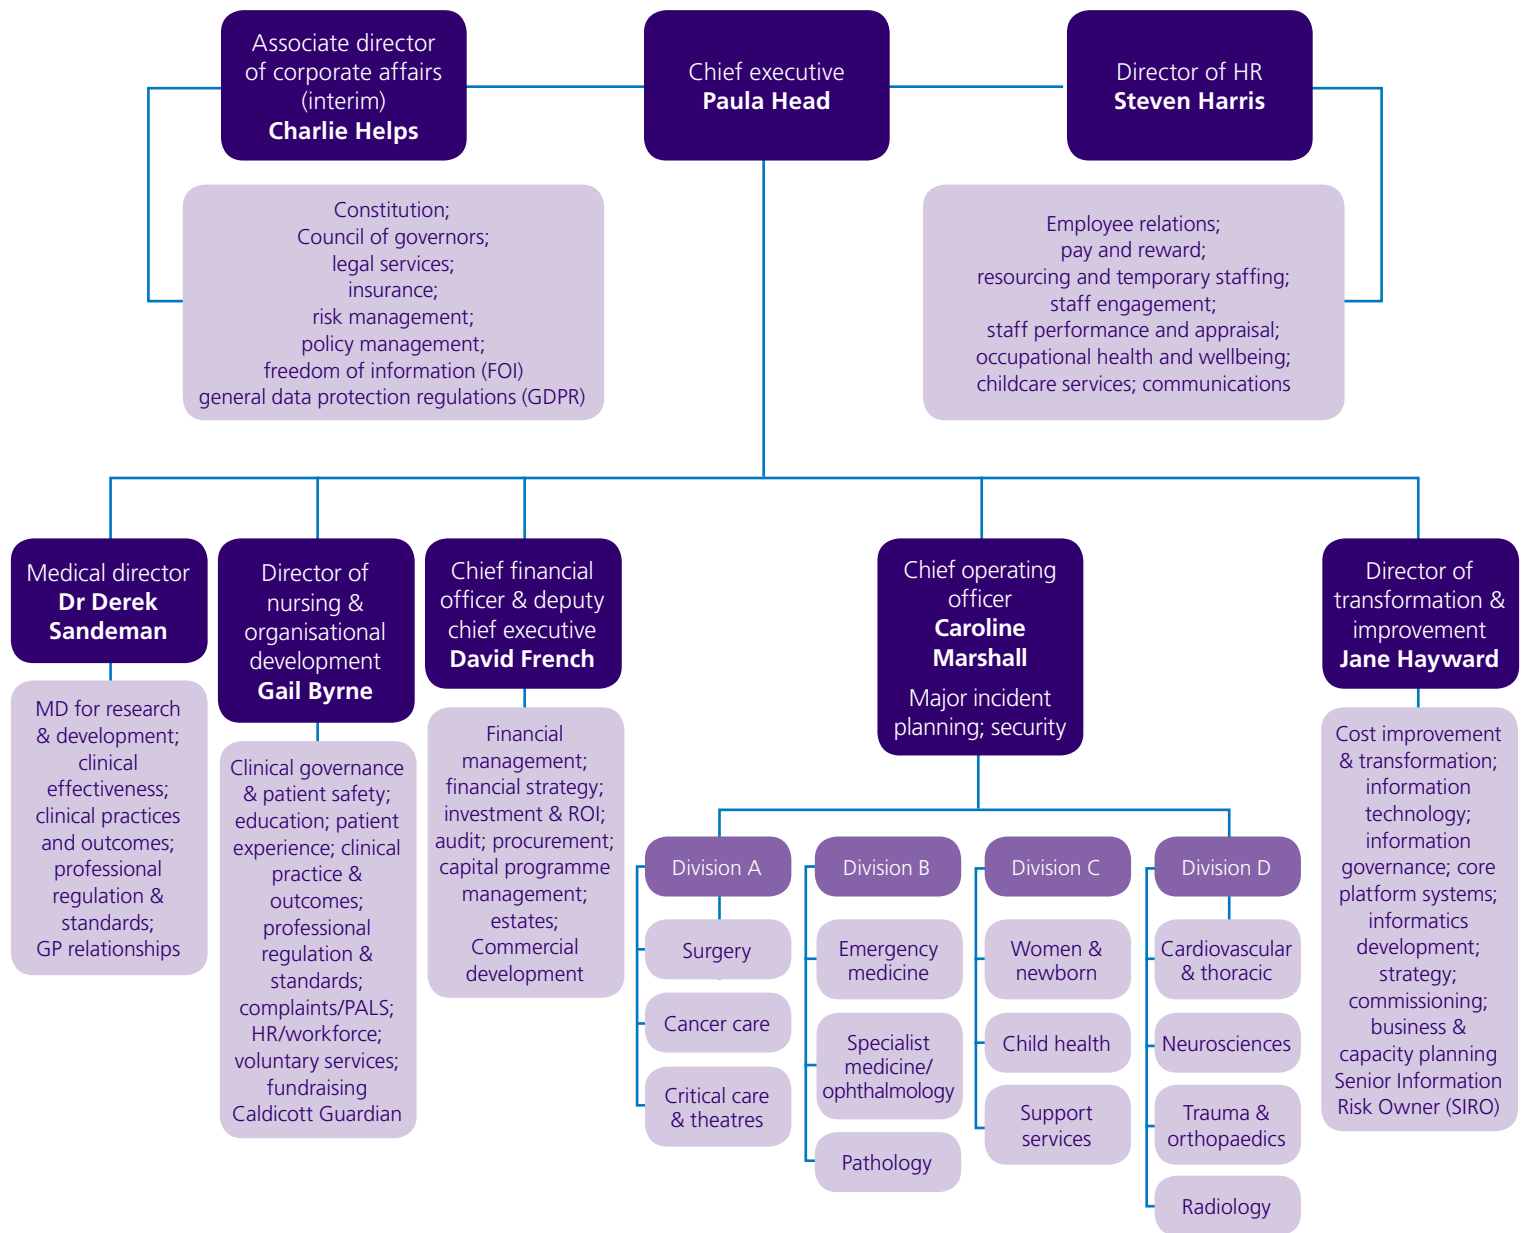 Associate director
of corporate affairs
(interim)
Charlie Helps
Chief executive
Paula Head
Director of HR
Steven Harris
Constitution;
Council of governors;
legal services;
insurance;
risk management;
policy management;
freedom of information (FOI)
general data protection regulations (GDPR)
Employee relations;
pay and reward;
resourcing and temporary staffing;
staff engagement;
staff performance and appraisal;
occupational health and wellbeing;
childcare services; communications
Medical director
Dr Derek
Sandeman
MD for research
& development;
clinical
effectiveness;
clinical practices
and outcomes;
professional
regulation &
standards;
GP relationships
Director of
nursing &
organisational
development
Gail Byrne
Clinical governance
& patient safety;
education; patient
experience; clinical
practice &
outcomes;
professional
regulation &
standards;
complaints/PALS;
HR/workforce;
voluntary services;
fundraising
Caldicott Guardian
Chief financial
officer & deputy
chief executive
David French
Financial
management;
financial strategy;
investment & ROI;
audit; procurement;
capital programme
management;
estates;
Commercial
development
Chief operating
officer
Caroline
Marshall
Major incident
planning; security
Division A
Surgery
Cancer care
Critical care
& theatres
Division B
Emergency
medicine
Specialist
medicine/
ophthalmology
Pathology
Division C
Women &
newborn
Child health
Support
services
Division D
Cardiovascular
& thoracic
Neurosciences
Trauma &
orthopaedics
Radiology
Director of
transformation &
improvement
Jane Hayward
Cost improvement
& transformation;
information
technology;
information
governance; core
platform systems;
informatics
development;
strategy;
commissioning;
business &
capacity planning
Senior Information
Risk Owner (SIRO)